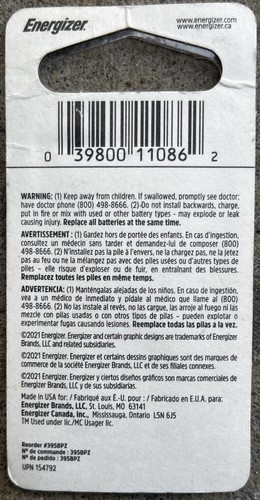 Energizer.
www.energizer.com
www.energizer.ca
0 39800 11086 2
WARNING: (1) Keep away from children. If swallowed, promptly see doctor;
have doctor phone (800) 498-8666. (2)-Do not install backwards, charge,
put in fire or mix with used or other battery types - may explode or leak
causing injury. Replace all batteries at the same time.
AVERTISSEMENT : (1) Gardez hors de portée des enfants. En cas d'ingestion,
consultez un médecin sans tarder et demandez-lui de composer (800)
498-8666. (2) N'installez pas la pile à l'envers, ne la chargez pas, ne la jetez
pas au feu ou ne la mélangez pas avec des piles usées ou d'autres types de
piles - elle risque d'exploser ou de fuir, en entraînant des blessures.
Remplacez toutes les piles en même temps.
ADVERTENCIA: (1) Manténgalas alejadas de los niños. En caso de ingestión,
vea a un médico de inmediato y pídale al médico que llame al (800)
498-8666. (2) No las instale al revés, no las cargue, las arroje al fuego ni las
mezcle con pilas usadas o con otros tipos de pilas - pueden explotar o
experimentar fugas causando lesiones. Reemplace todas las pilas a la vez.
©2021 Energizer. Energizer and certain graphic designs are trademarks of Energizer
Brands, LLC and related subsidiaries.
©2021 Energizer. Energizer et certains dessins graphiques sont des marques de
commerce de la société Energizer Brands, LLC et de ses filiales connexes.
©2021 Energizer. Energizer y ciertos diseños gráficos son marcas comerciales de
Energizer Brands, LLC y de sus subsidiarias.
Made in USA for: / Fabriqué aux É.-U. pour : / Fabricado en E.U.A. para:
Energizer Brands, LLC, St. Louis, MO 63141
Energizer Canada, Inc., Mississauga, Ontario L5N 6J5
TM Used under lic./MC Usager lic.
Reorder #395BPZ
Nº de commande : 395BPZ
Nº de pedido: 395BPZ
UPN 154792